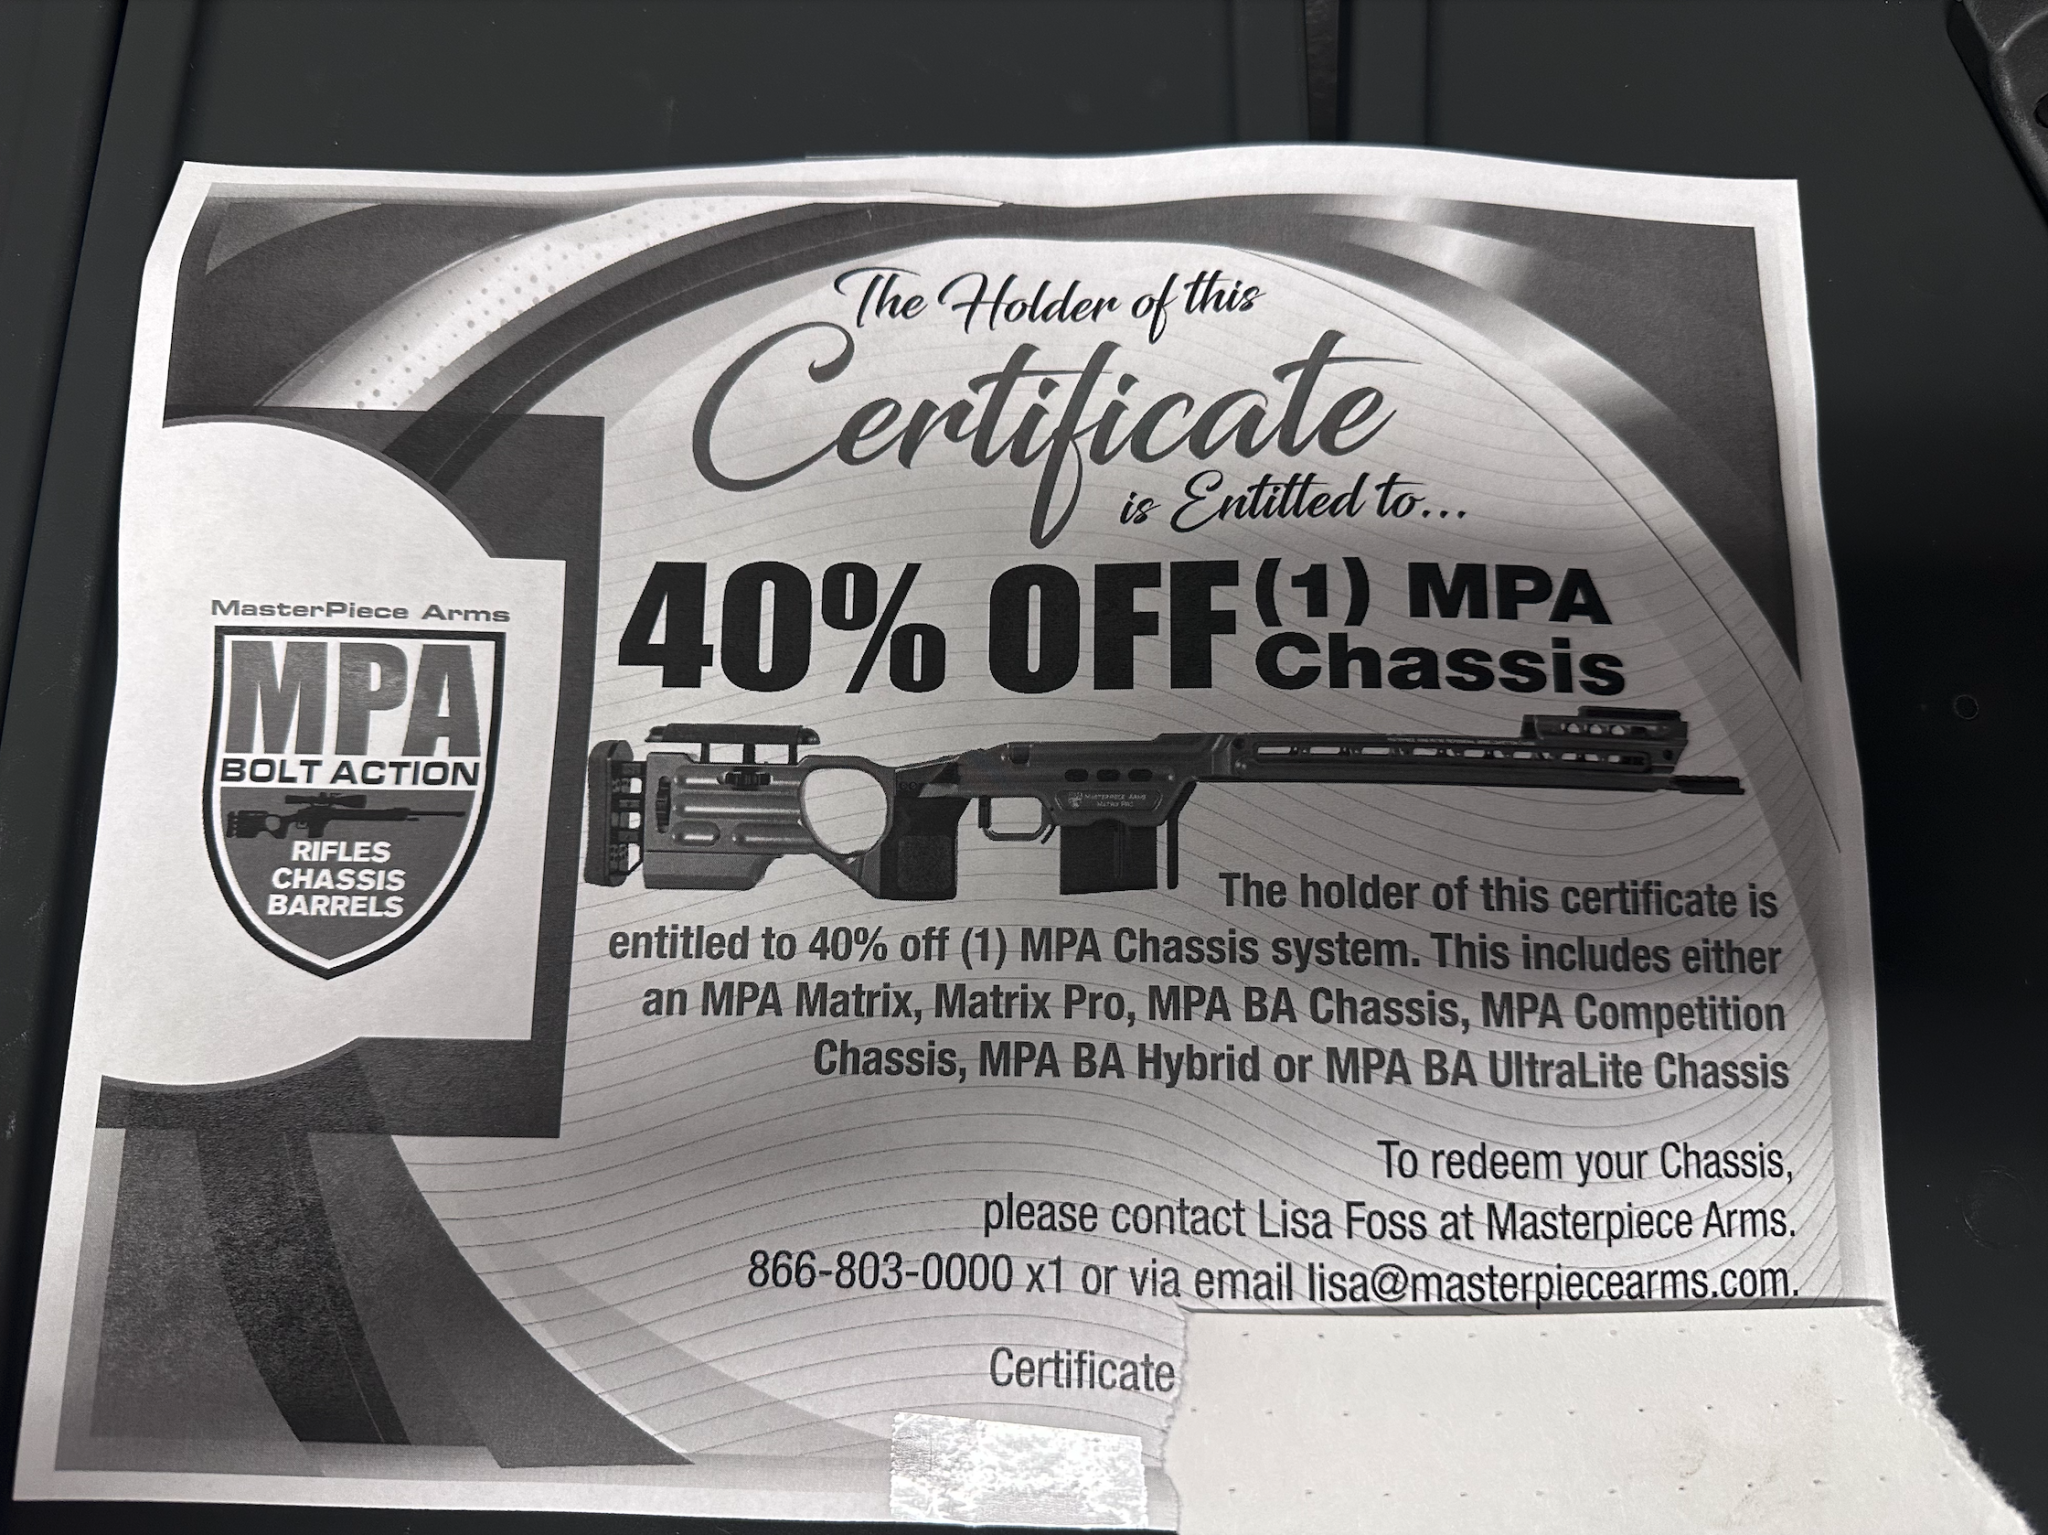 The Holder of this
Certificate
is Entitled to...
40% OFF (1) MPA
Chassis
MasterPiece Arms
MPA
BOLT ACTION
RIFLES
CHASSIS
BARRELS
MASTERPIECE ARMS
MATRIX PRO
The holder of this certificate is
entitled to 40% off (1) MPA Chassis system. This includes either
an MPA Matrix, Matrix Pro, MPA BA Chassis, MPA Competition
Chassis, MPA BA Hybrid or MPA BA UltraLite Chassis
To redeem your Chassis,
please contact Lisa Foss at Masterpiece Arms.
866-803-0000 x1 or via email lisa@masterpiecearms.com.
Certificate